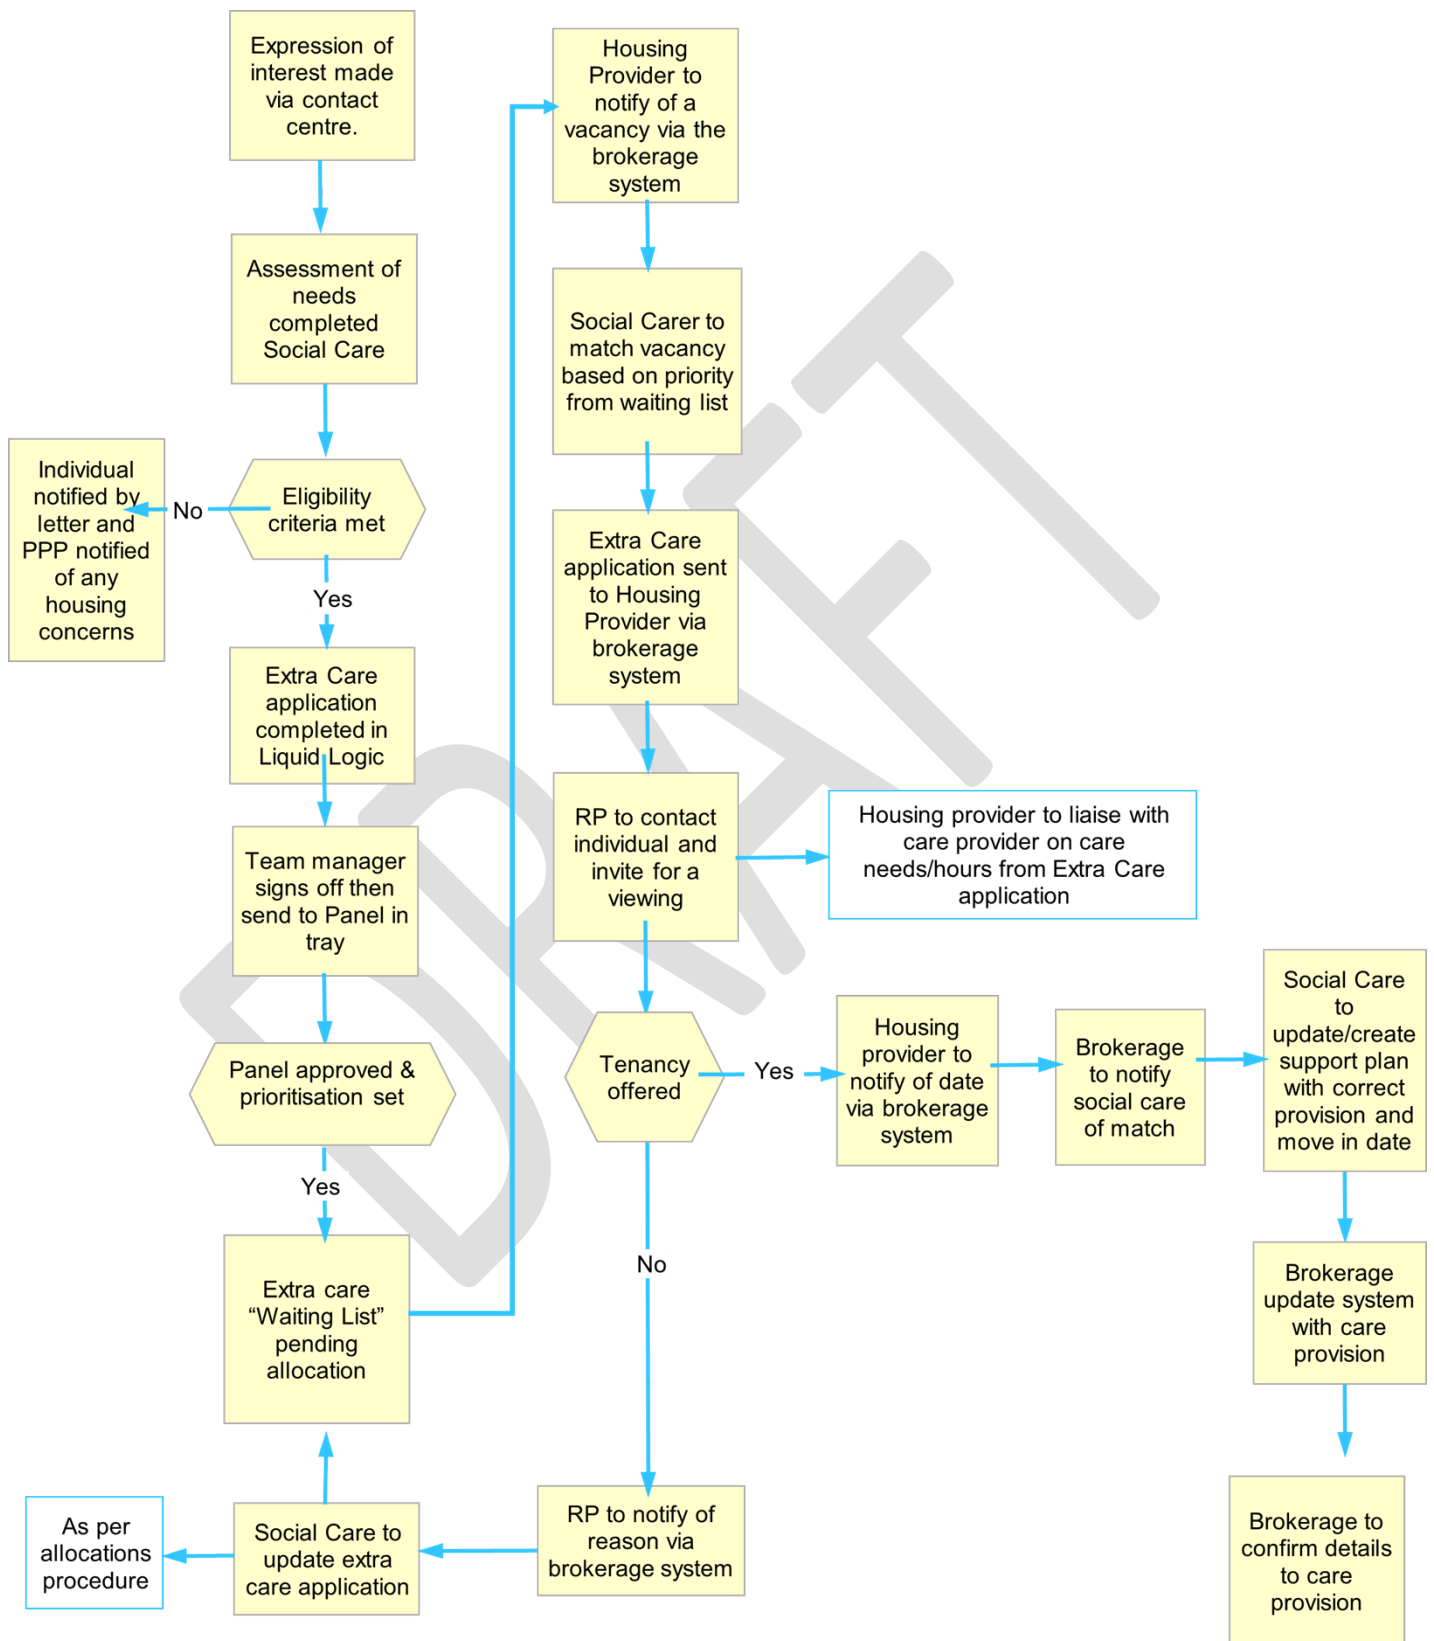 Expression of
interest made
via contact
centre.
Assessment of
needs
completed
Social Care
Eligibility
criteria met
No
Individual
notified by
letter and
PPP notified
of any
housing
concerns
Yes
Extra Care
application
completed in
Liquid Logic
Team manager
signs off then
send to Panel in
tray
Panel approved &
prioritisation set
Yes
Extra care
“Waiting List”
pending
allocation
Housing
Provider to
notify of a
vacancy via the
brokerage
system
Social Carer to
match vacancy
based on priority
from waiting list
Extra Care
application sent
to Housing
Provider via
brokerage
system
RP to contact
individual and
invite for a
viewing
Housing provider to liaise with
care provider on care
needs/hours from Extra Care
application
Tenancy
offered
Yes
Housing
provider to
notify of date
via brokerage
system
Brokerage
to notify
social care
of match
Social Care
to
update/create
support plan
with correct
provision and
move in date
Brokerage
update system
with care
provision
Brokerage to
confirm details
to care
provision
No
RP to notify of
reason via
brokerage system
Social Care to
update extra
care application
As per
allocations
procedure
DRAFT